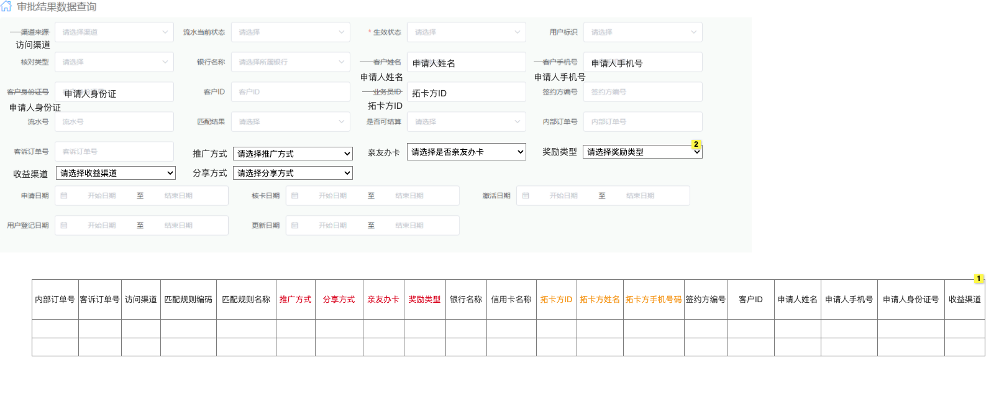 审批结果数据查询
渠道来源 请选择渠道 流水当前状态 请选择 * 生效状态 请选择 用户标识 请选择
访问渠道
核对类型 请选择 银行名称 请选择所属银行 客户姓名 申请人姓名 客户手机号 申请人手机号
申请人姓名 申请人手机号
客户身份证号 申请人身份证 客户ID 客户ID 业务员ID 拓卡方ID 签约方编号 签约方编号
申请人身份证 拓卡方ID
流水号 流水号 匹配结果 请选择 是否可结算 请选择 内部订单号 内部订单号
客诉订单号 客诉订单号 推广方式 请选择推广方式 亲友办卡 请选择是否亲友办卡 奖励类型 请选择奖励类型 2
收益渠道 请选择收益渠道 分享方式 请选择分享方式
申请日期 开始日期 至 结束日期 核卡日期 开始日期 至 结束日期 激活日期 开始日期 至 结束日期
用户登记日期 开始日期 至 结束日期 更新日期 开始日期 至 结束日期
1
内部订单号 客诉订单号 访问渠道 匹配规则编码 匹配规则名称 推广方式 分享方式 亲友办卡 奖励类型 银行名称 信用卡名称 拓卡方ID 拓卡方姓名 拓卡方手机号码 签约方编号 客户ID 申请人姓名 申请人手机号 申请人身份证号 收益渠道